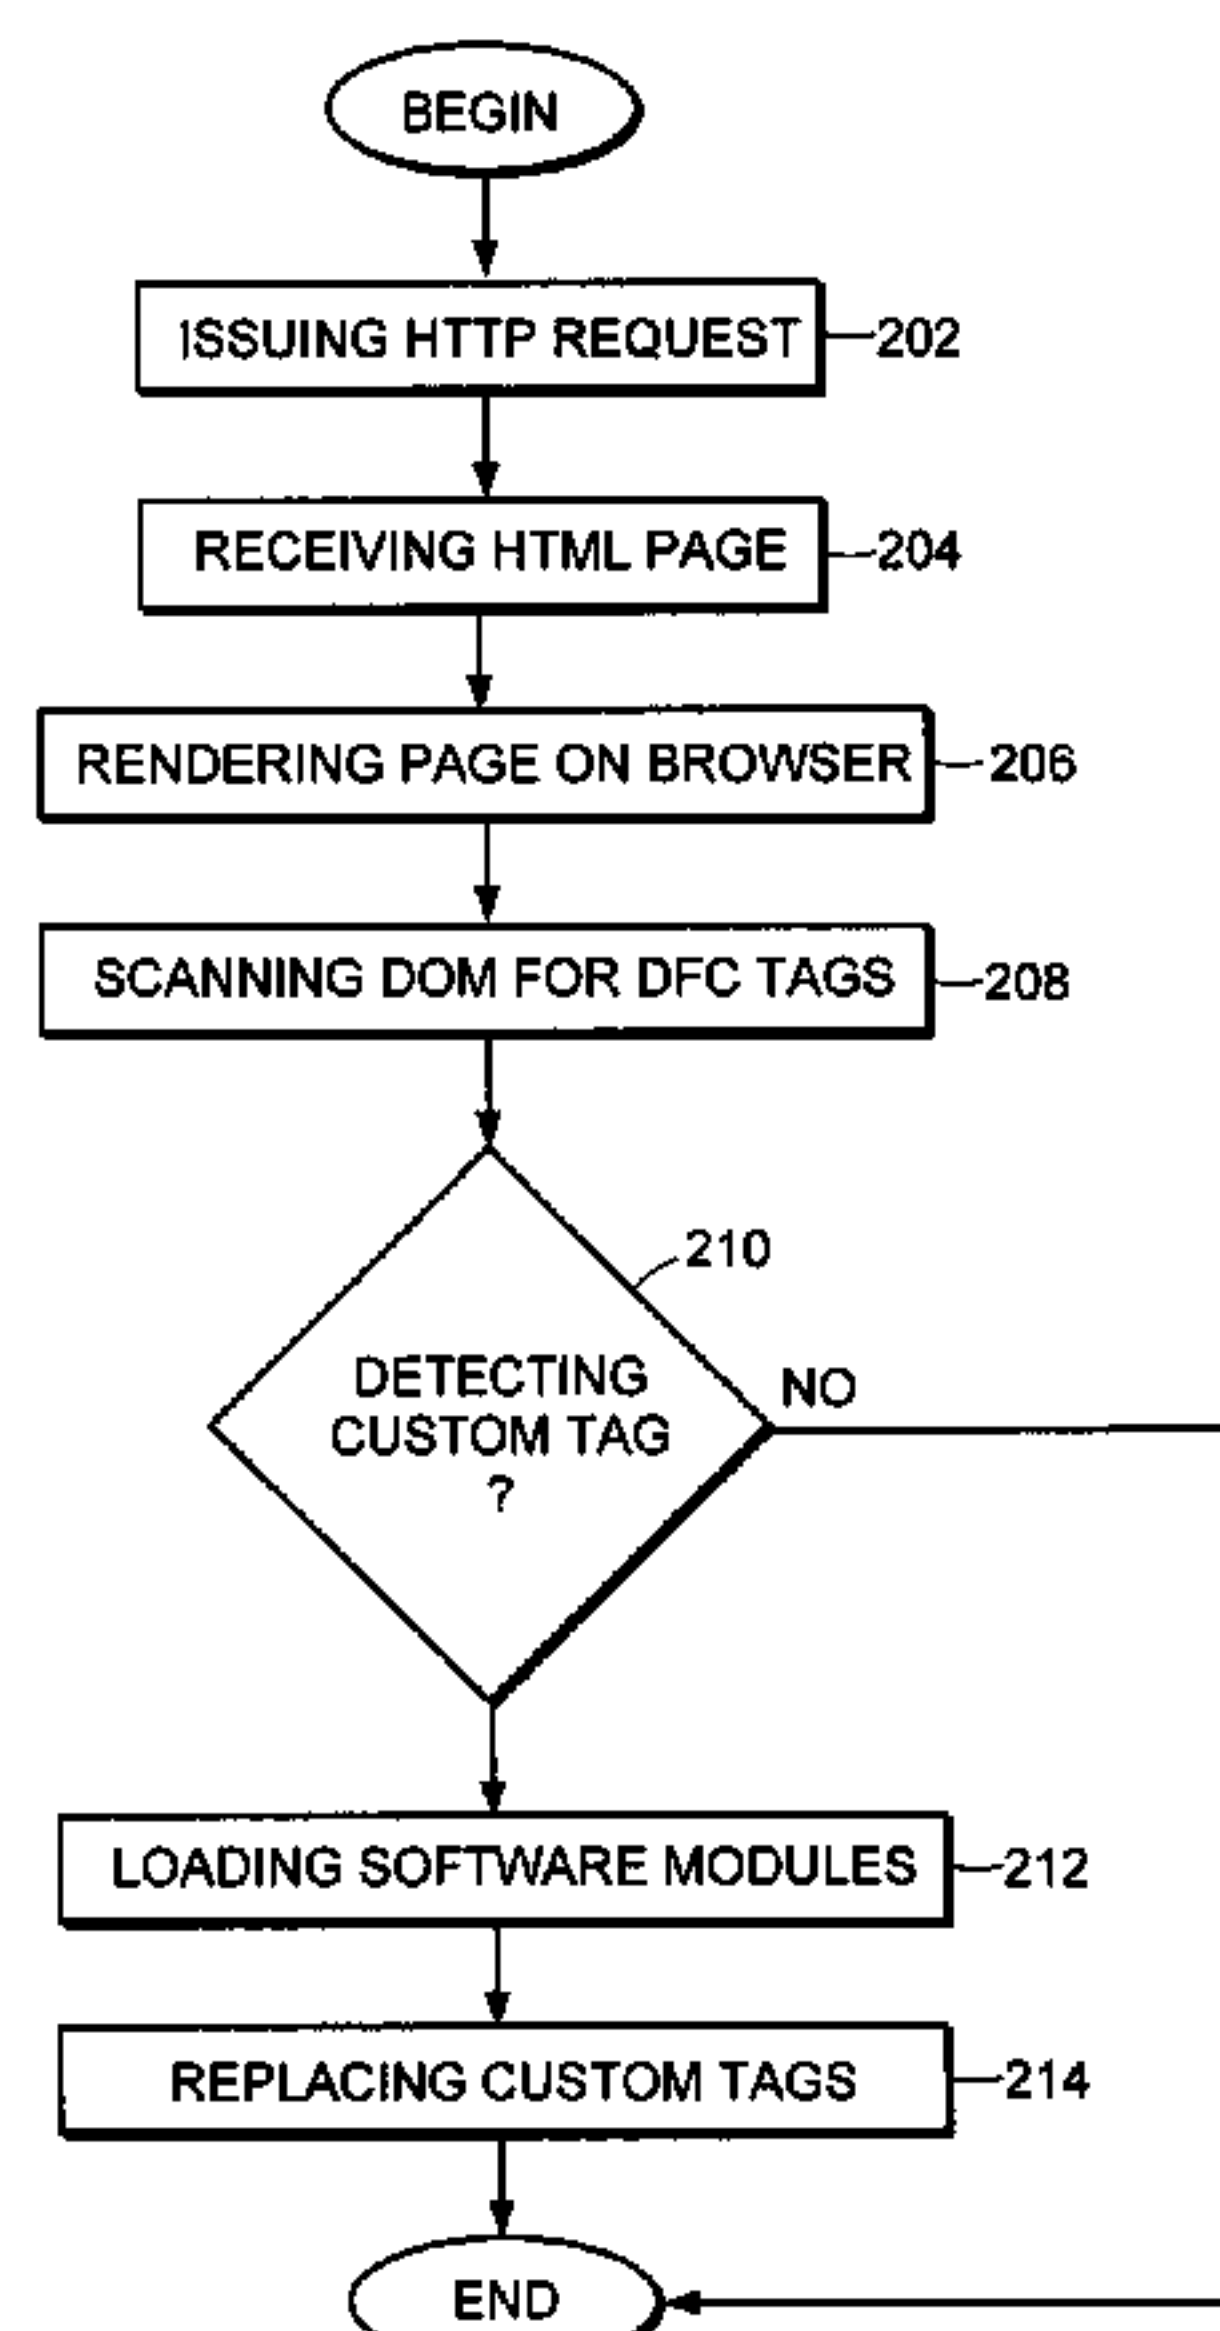 BEGIN
ISSUING HTTP REQUEST 202
RECEIVING HTML PAGE 204
RENDERING PAGE ON BROWSER 206
SCANNING DOM FOR DFC TAGS 208
210
DETECTING
CUSTOM TAG
?
NO
LOADING SOFTWARE MODULES 212
REPLACING CUSTOM TAGS 214
END